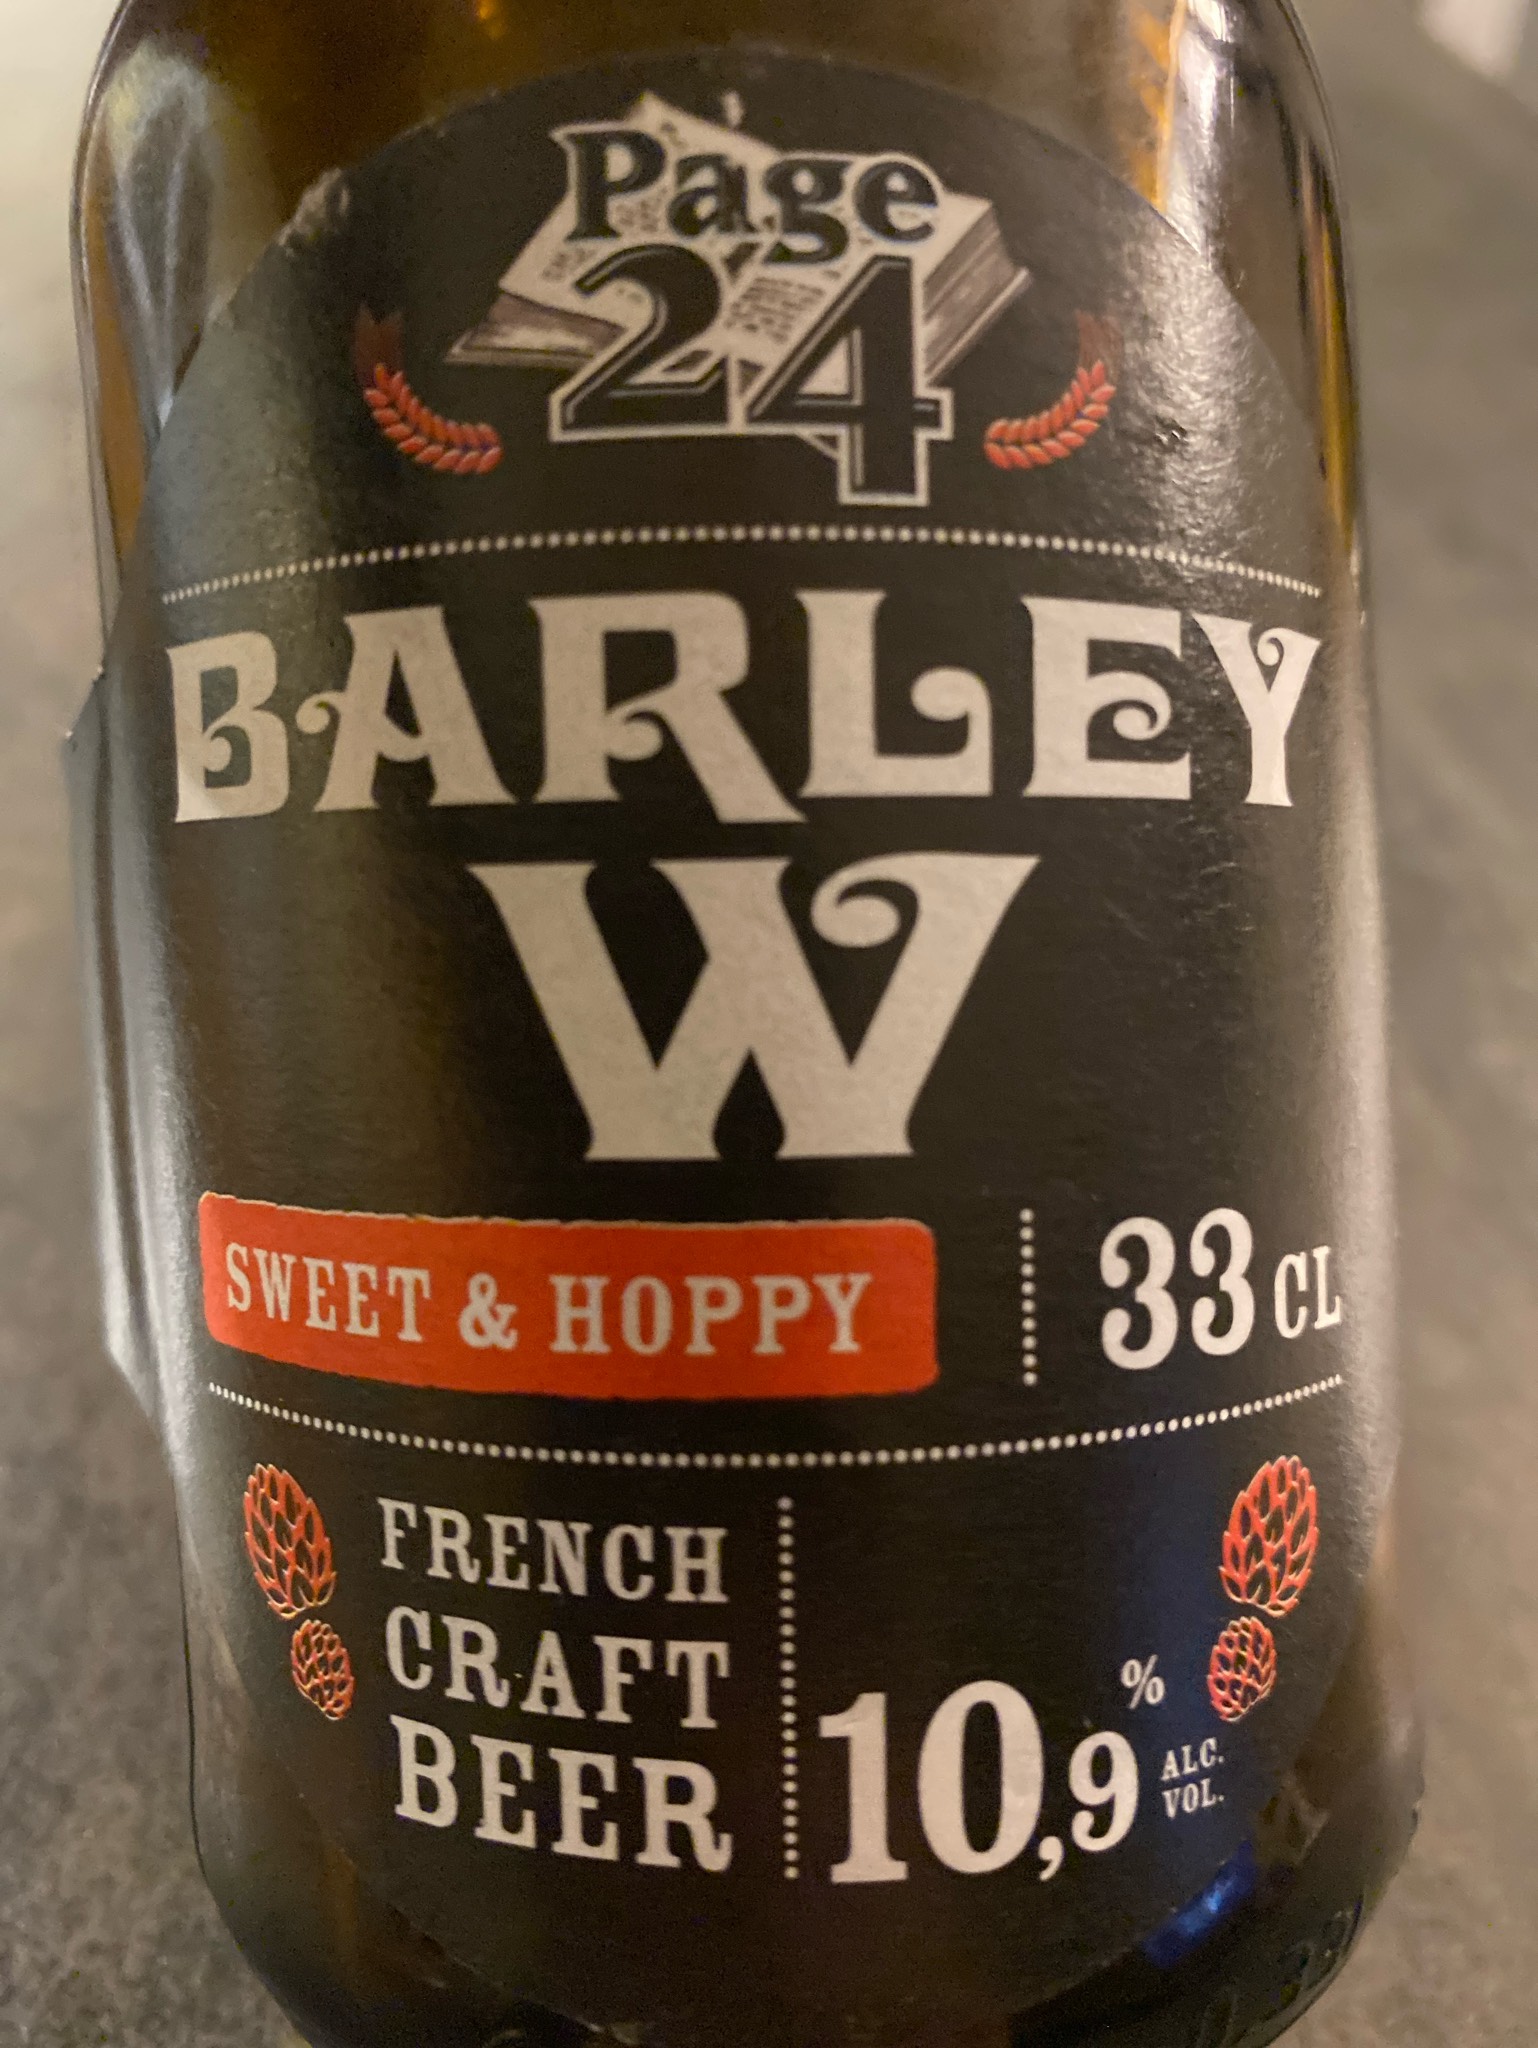 Page
24
BARLEY
W
SWEET & HOPPY
33 CL
FRENCH
CRAFT
BEER
10,9 %
ALC.
VOL.